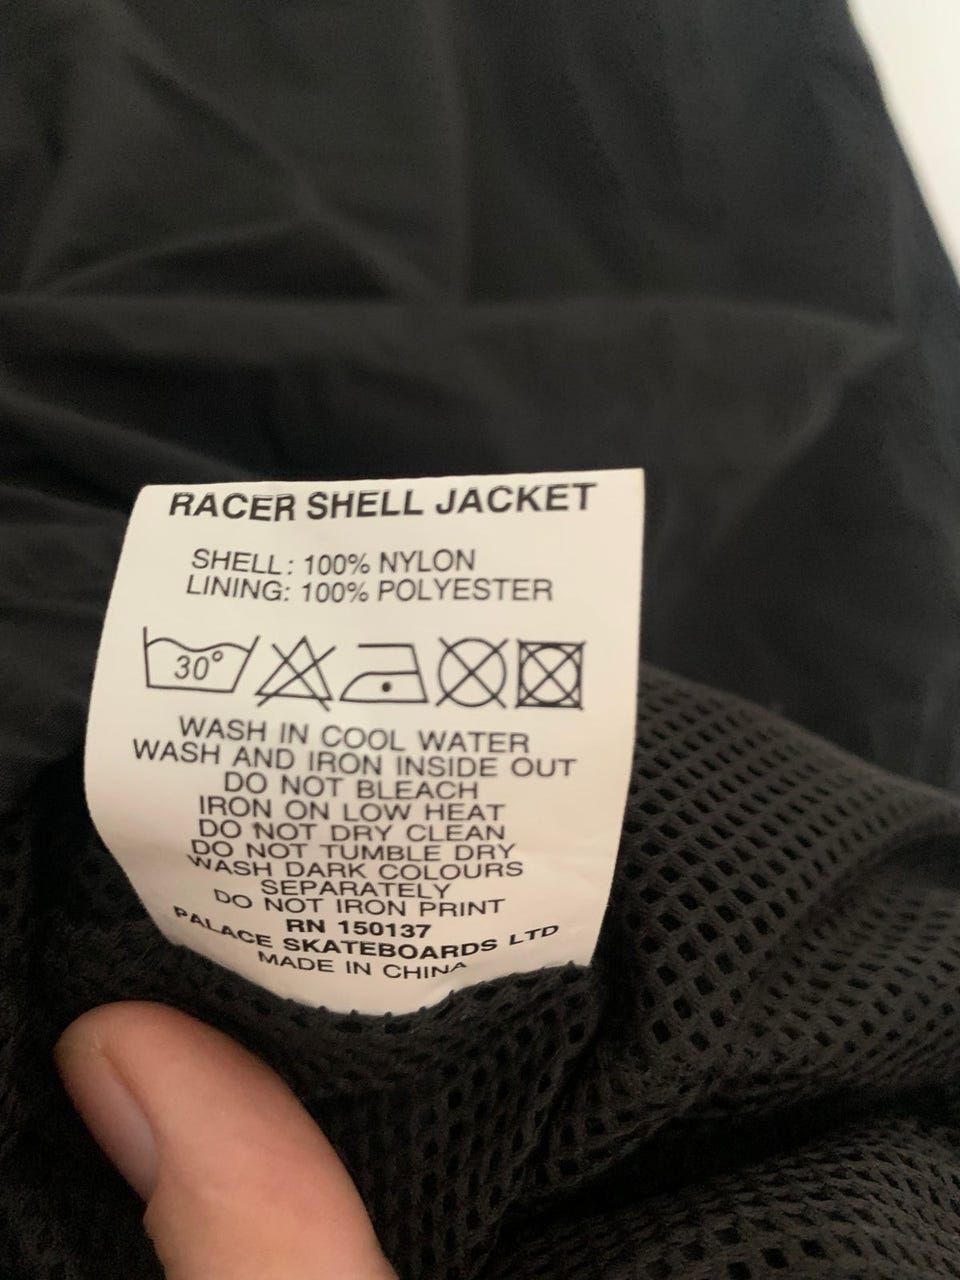 RACER SHELL JACKET
SHELL: 100% NYLON
LINING: 100% POLYESTER
30°
WASH IN COOL WATER
WASH AND IRON INSIDE OUT
DO NOT BLEACH
IRON ON LOW HEAT
DO NOT DRY CLEAN
DO NOT TUMBLE DRY
WASH DARK COLOURS
SEPARATELY
DO NOT IRON PRINT
RN 150137
PALACE SKATEBOARDS LTD
MADE IN CHINA